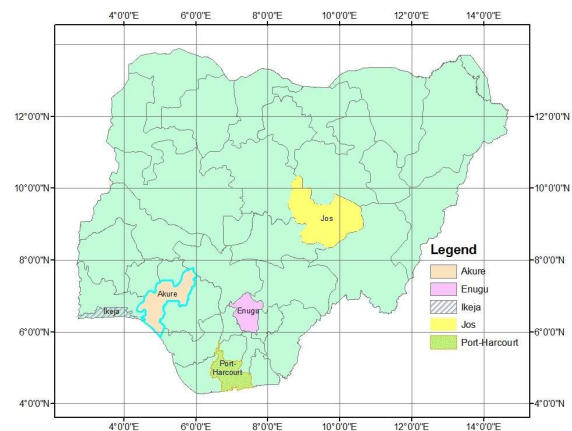 4°0'0"E 6°0'0"E 8°0'0"E 10°0'0"E 12°0'0"E 14°0'0"E
12°0'0"N 12°0'0"N
10°0'0"N 10°0'0"N
Jos
8°0'0"N 8°0'0"N
Legend
Akure
Enugu
Ikeja
Jos
Port-Harcourt
Akure
Ikeja
Enugu
6°0'0"N 6°0'0"N
Port-
Harcourt
4°0'0"N 4°0'0"N
4°0'0"E 6°0'0"E 8°0'0"E 10°0'0"E 12°0'0"E 14°0'0"E